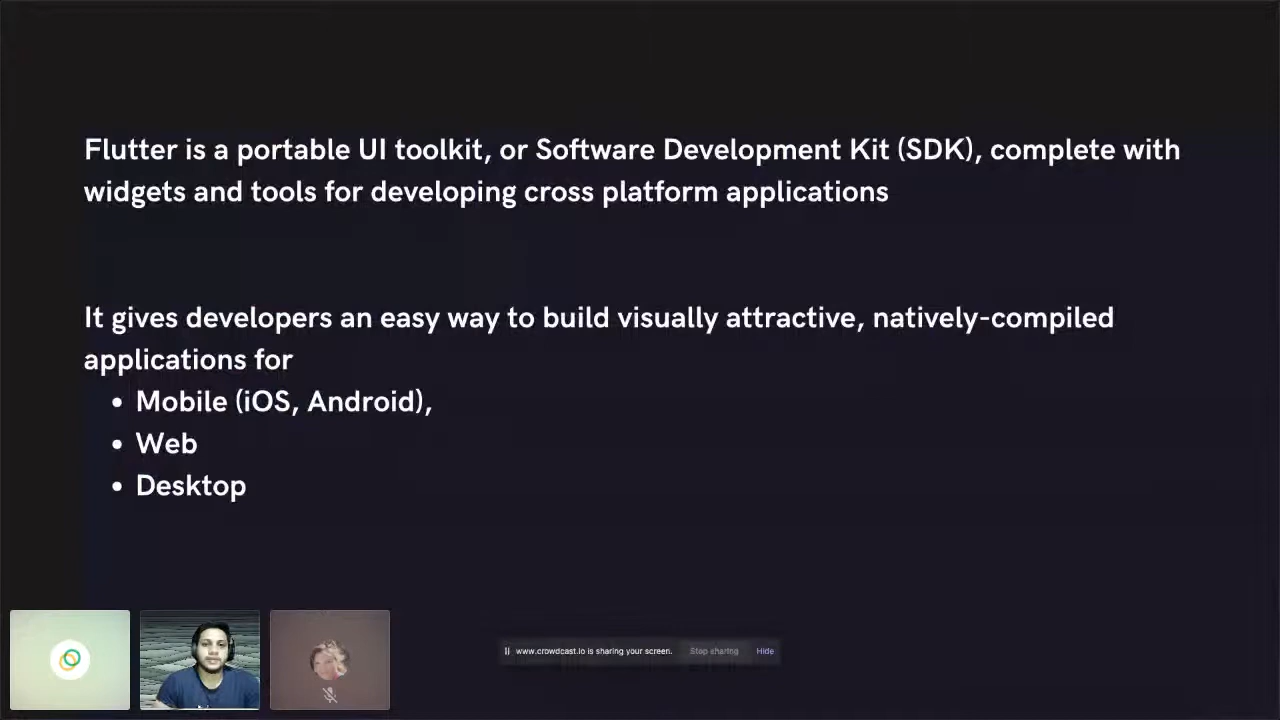 Flutter is a portable UI toolkit, or Software Development Kit (SDK), complete with
widgets and tools for developing cross platform applications
It gives developers an easy way to build visually attractive, natively-compiled
applications for
• Mobile (iOS, Android),
• Web
• Desktop
www.crowdcast.io is sharing your screen. Stop sharing Hide